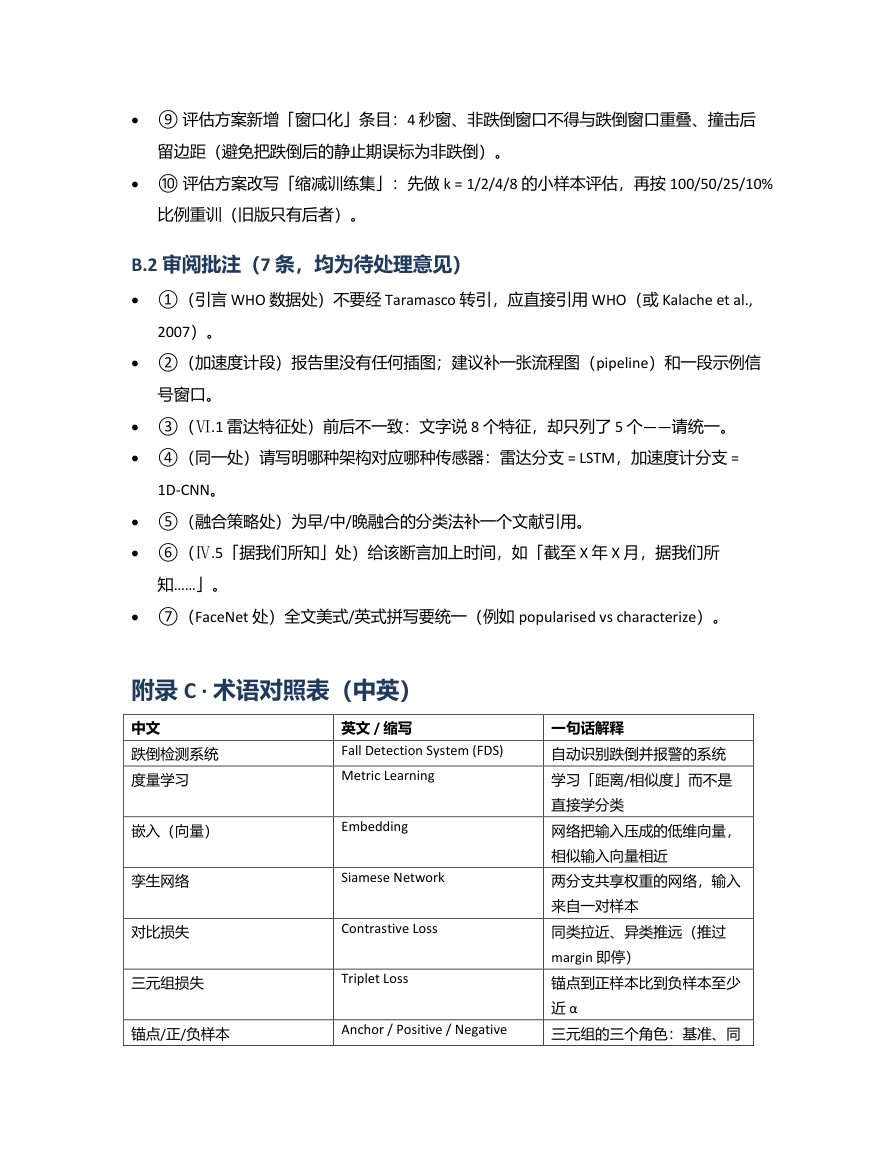 • ⑨ 评估方案新增「窗口化」条目：4 秒窗、非跌倒窗口不得与跌倒窗口重叠、撞击后
留边距（避免把跌倒后的静止期误标为非跌倒）。
• ⑩ 评估方案改写「缩减训练集」：先做 k = 1/2/4/8 的小样本评估，再按 100/50/25/10%
比例重训（旧版只有后者）。
B.2 审阅批注（7 条，均为待处理意见）
• ①（引言 WHO 数据处）不要经 Taramasco 转引，应直接引用 WHO（或 Kalache et al.,
2007）。
• ②（加速度计段）报告里没有任何插图；建议补一张流程图（pipeline）和一段示例信
号窗口。
• ③（Ⅵ.1 雷达特征处）前后不一致：文字说 8 个特征，却只列了 5 个——请统一。
• ④（同一处）请写明哪种架构对应哪种传感器：雷达分支 = LSTM，加速度计分支 =
1D-CNN。
• ⑤（融合策略处）为早/中/晚融合的分类法补一个文献引用。
• ⑥（Ⅳ.5「据我们所知」处）给该断言加上时间，如「截至 X 年 X 月，据我们所
知……」。
• ⑦（FaceNet 处）全文美式/英式拼写要统一（例如 popularised vs characterize）。
附录 C · 术语对照表（中英）
中文 英文 / 缩写 一句话解释
跌倒检测系统 Fall Detection System (FDS) 自动识别跌倒并报警的系统
度量学习 Metric Learning 学习「距离/相似度」而不是
直接学分类
嵌入（向量） Embedding 网络把输入压成的低维向量，
相似输入向量相近
孪生网络 Siamese Network 两分支共享权重的网络，输入
来自一对样本
对比损失 Contrastive Loss 同类拉近、异类推远（推过
margin 即停）
三元组损失 Triplet Loss 锚点到正样本比到负样本至少
近 α
锚点/正/负样本 Anchor / Positive / Negative 三元组的三个角色：基准、同